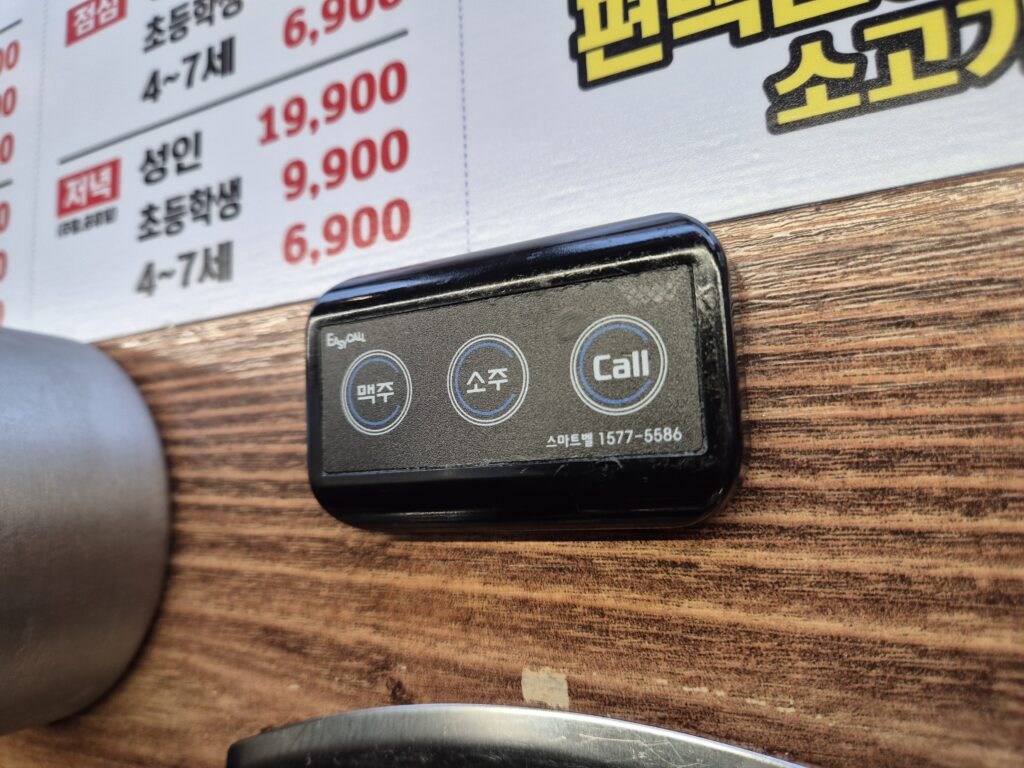 점심
초등학생
6,900
4~7세
저녁
성인
19,900
초등학생
9,900
4~7세
6,900
소고
EASYCALL
맥주
소주
Call
스마트벨 1577-5586